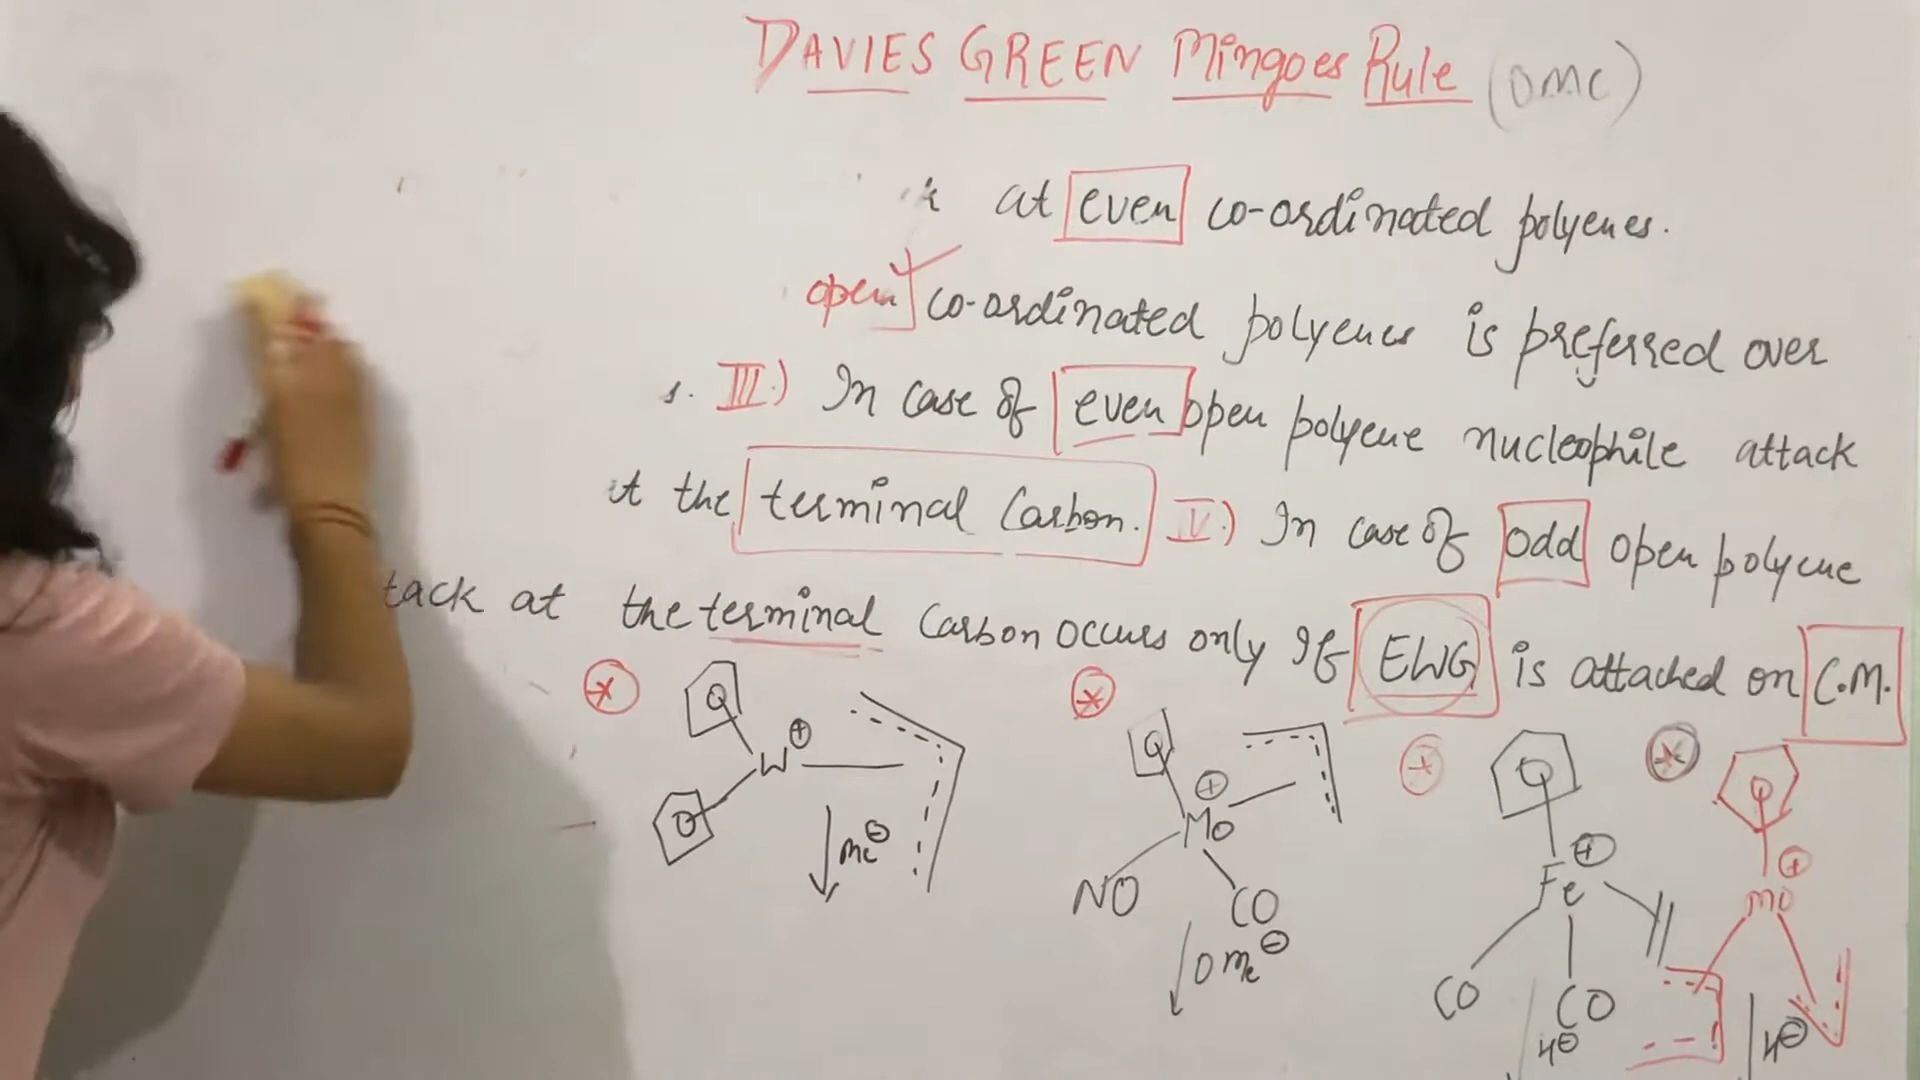 DAVIES GREEN Mingoes Rule (OMC)
at even co-ordinated polyenes.
open co-ordinated polyenes is preferred over
III.) In case of even open polyene nucleophile attack
the terminal Carbon. IV.) In case of odd open polyene
tack at the terminal Carbon occurs only If EWG is attached on C.M.
W ⊕
Me⊖
Mo ⊕
NO CO
OMe⊖
Fe ⊕
CO CO
H⊖
Mo ⊕
H⊖